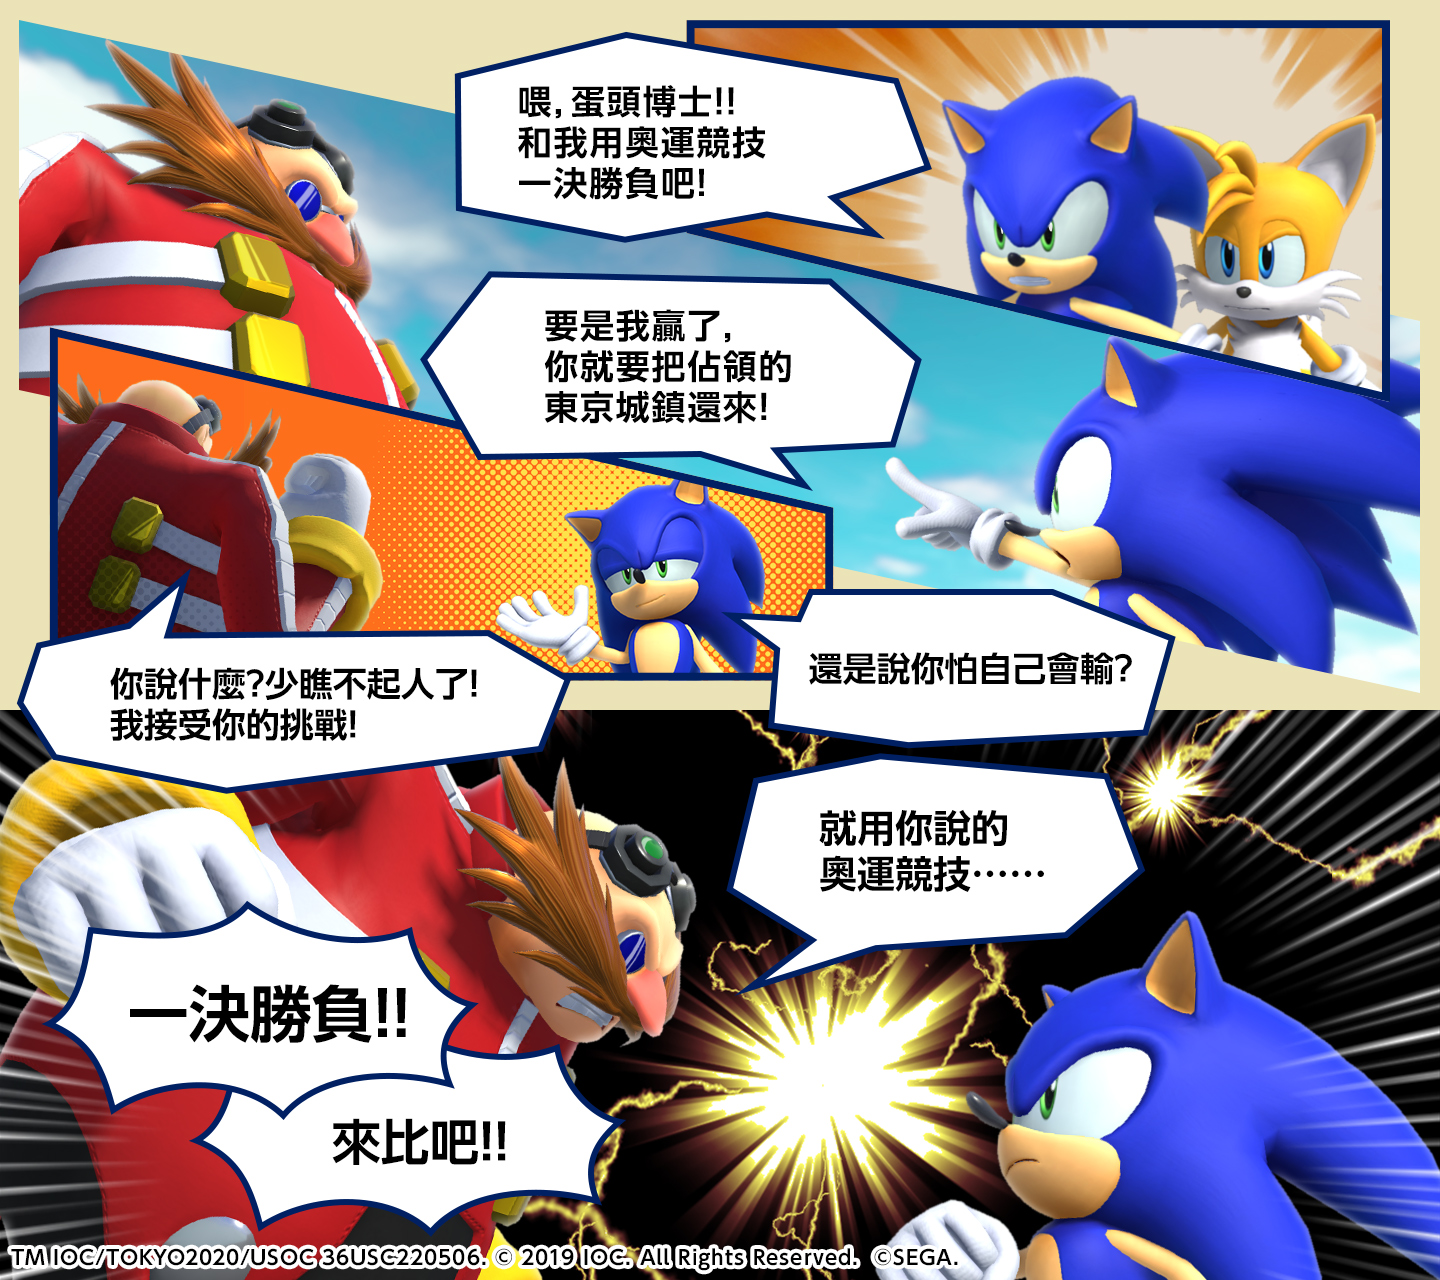 喂，蛋頭博士!!
和我用奧運競技
一決勝負吧!
要是我贏了，
你就要把佔領的
東京城鎮還來!
還是說你怕自己會輸?
你說什麼?少瞧不起人了!
我接受你的挑戰!
就用你說的
奧運競技……
一決勝負!!
來比吧!!
TM IOC/TOKYO2020/USOC 36USC220506. © 2019 IOC. All Rights Reserved. ©SEGA.